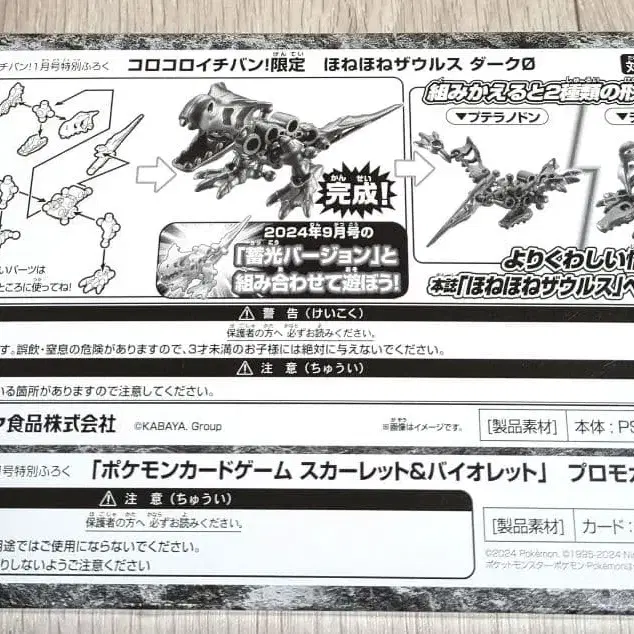 チバン!1月号特別ふろく コロコロイチバン!限定 ほねほねザウルス ダーク0
組みかえると2種類の形
▼プテラノドン
完成!
2024年9月号の
「蓄光バージョン」と
組み合わせて遊ぼう!
いパーツは
ところに使ってね!
よりくわしい
本誌「ほねほねザウルス」ペ
⚠ 警告(けいこく)
保護者の方へ 必ずお読みください。
す。誤飲・窒息の危険がありますので、3才未満のお子様には絶対に与えないでください。
⚠ 注意(ちゅうい)
いる箇所がありますので注意してください。
食品株式会社 ©KABAYA. Group ※画像はイメージです。 [製品素材] 本体:PS
号特別ふろく 「ポケモンカードゲーム スカーレット&バイオレット」 プロモカ
⚠ 注意(ちゅうい)
保護者の方へ 必ずお読みください。
用途ではご使用にならないでください。
りしないようご注意ください
[製品素材] カード:
©2024 Pokémon. ©1995-2024 Ni
ポケットモンスター・ポケモン・Pokémonは